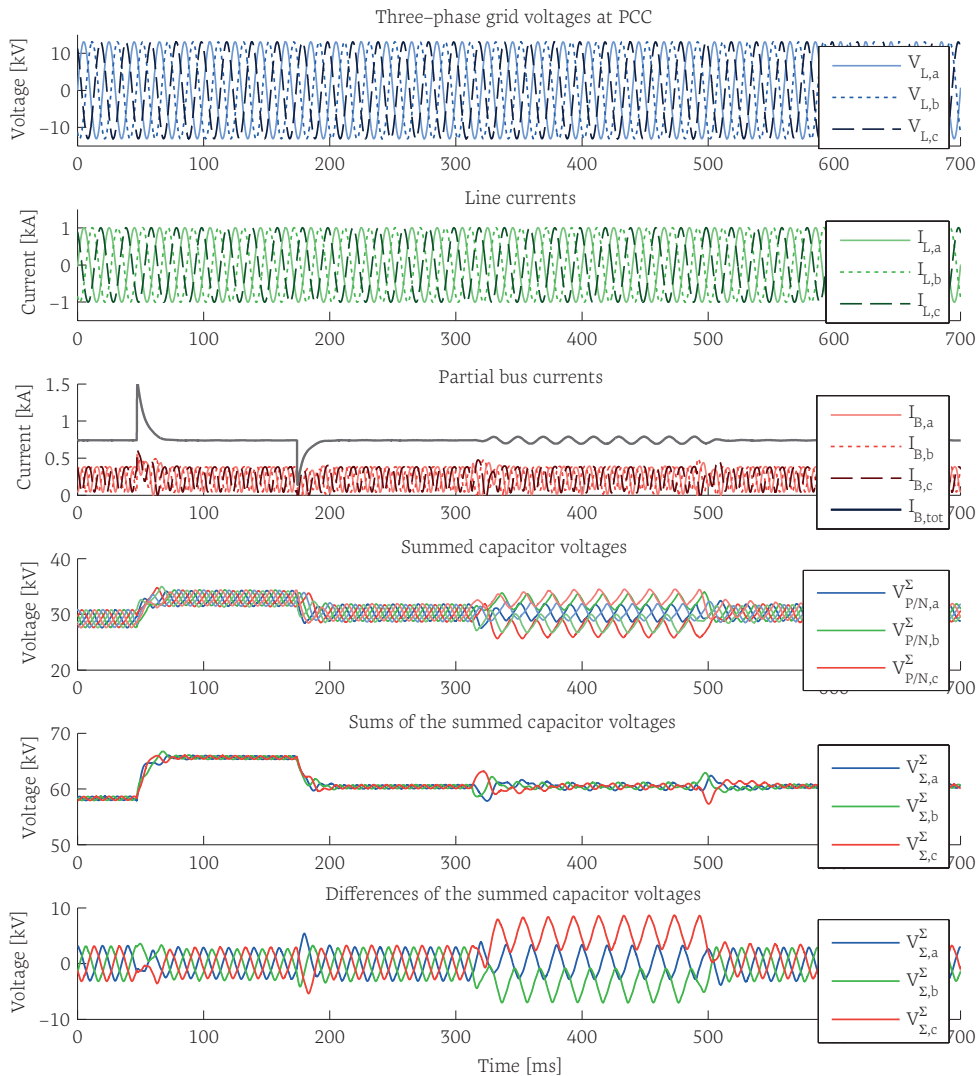 Three–phase grid voltages at PCC
Voltage [kV]
10
0
−10
V_L,a
V_L,b
V_L,c
0 100 200 300 400 500 600 700
Line currents
Current [kA]
1
0
−1
I_L,a
I_L,b
I_L,c
0 100 200 300 400 500 600 700
Partial bus currents
Current [kA]
1.5
1
0.5
0
I_B,a
I_B,b
I_B,c
I_B,tot
0 100 200 300 400 500 700
Summed capacitor voltages
Voltage [kV]
40
30
20
V^Σ_P/N,a
V^Σ_P/N,b
V^Σ_P/N,c
0 100 200 300 400 500 700
Sums of the summed capacitor voltages
Voltage [kV]
70
60
50
V^Σ_Σ,a
V^Σ_Σ,b
V^Σ_Σ,c
0 100 200 300 400 500 700
Differences of the summed capacitor voltages
Voltage [kV]
10
0
−10
V^Σ_Σ,a
V^Σ_Σ,b
V^Σ_Σ,c
0 100 200 300 400 500 700
Time [ms]